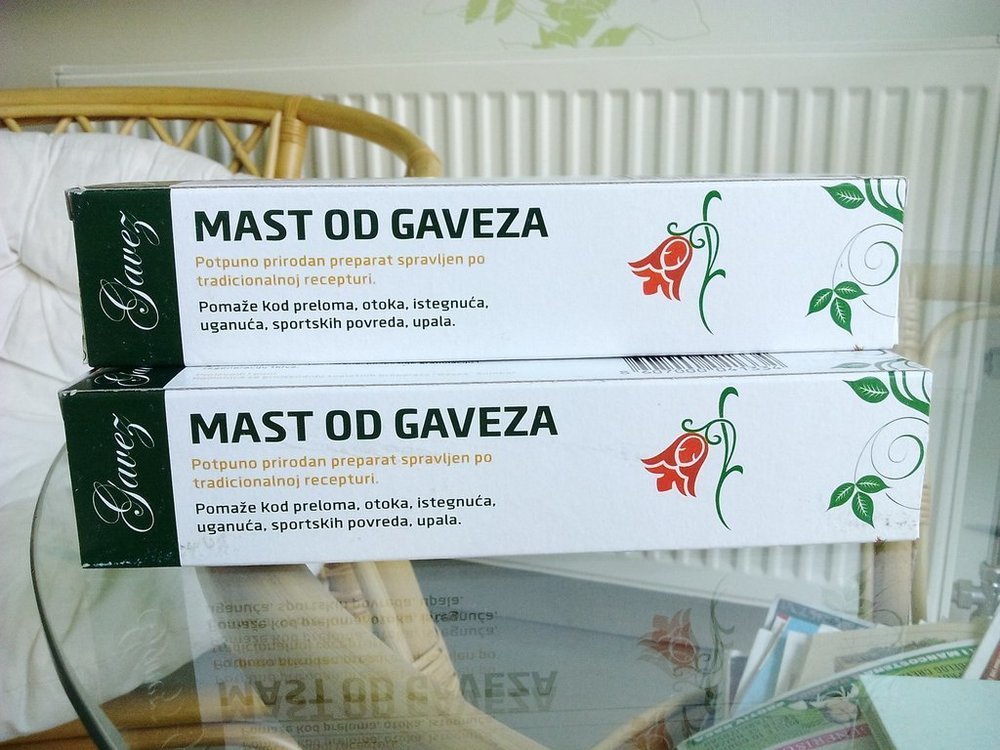 Gavez
MAST OD GAVEZA
Potpuno prirodan preparat spravljen po
tradicionalnoj recepturi.
Pomaže Kod preloma, otoka, istegnuća,
uganuća, sportskih povreda, upala.
Gavez
MAST OD GAVEZA
Potpuno prirodan preparat spravljen po
tradicionalnoj recepturi.
Pomaže Kod preloma, otoka, istegnuća,
uganuća, sportskih povreda, upala.
I MANGOSTAN